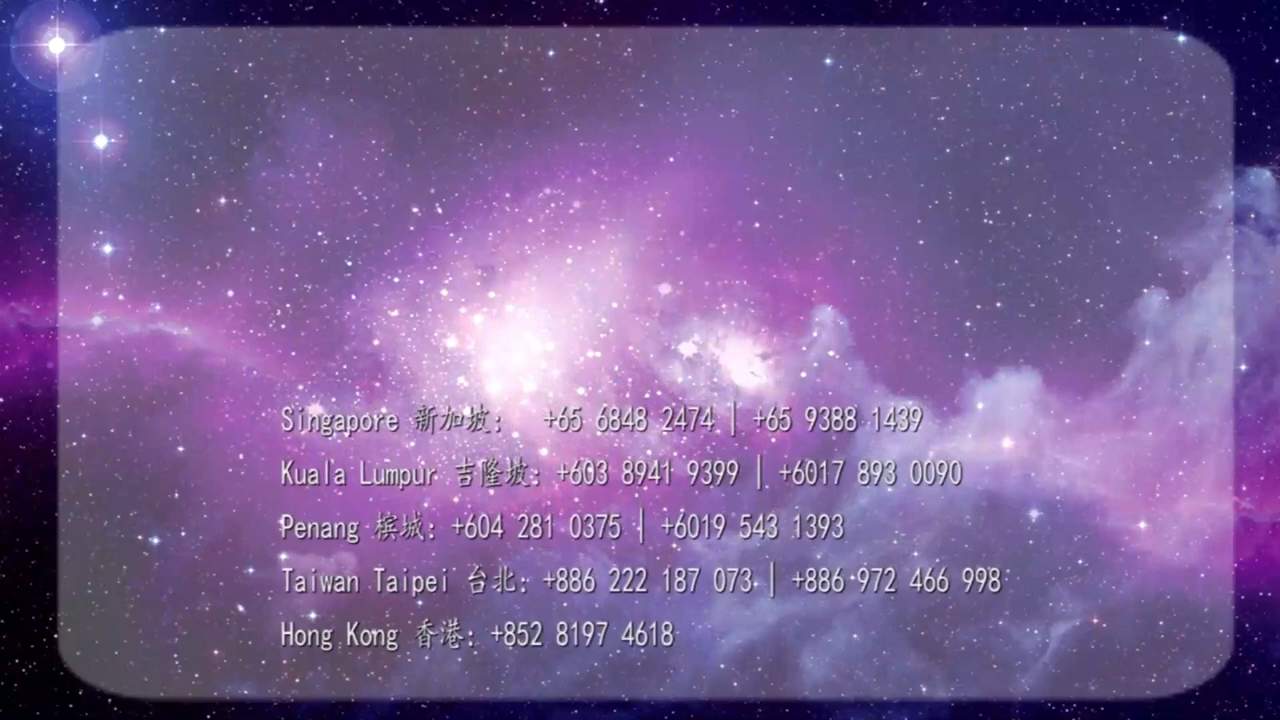 Singapore 新加坡: +65 6848 2474 | +65 9388 1439
Kuala Lumpur 吉隆坡: +603 8941 9399 | +6017 893 0090
Penang 槟城: +604 281 0375 | +6019 543 1393
Taiwan Taipei 台北: +886 222 187 073 | +886 972 466 998
Hong Kong 香港: +852 8197 4618